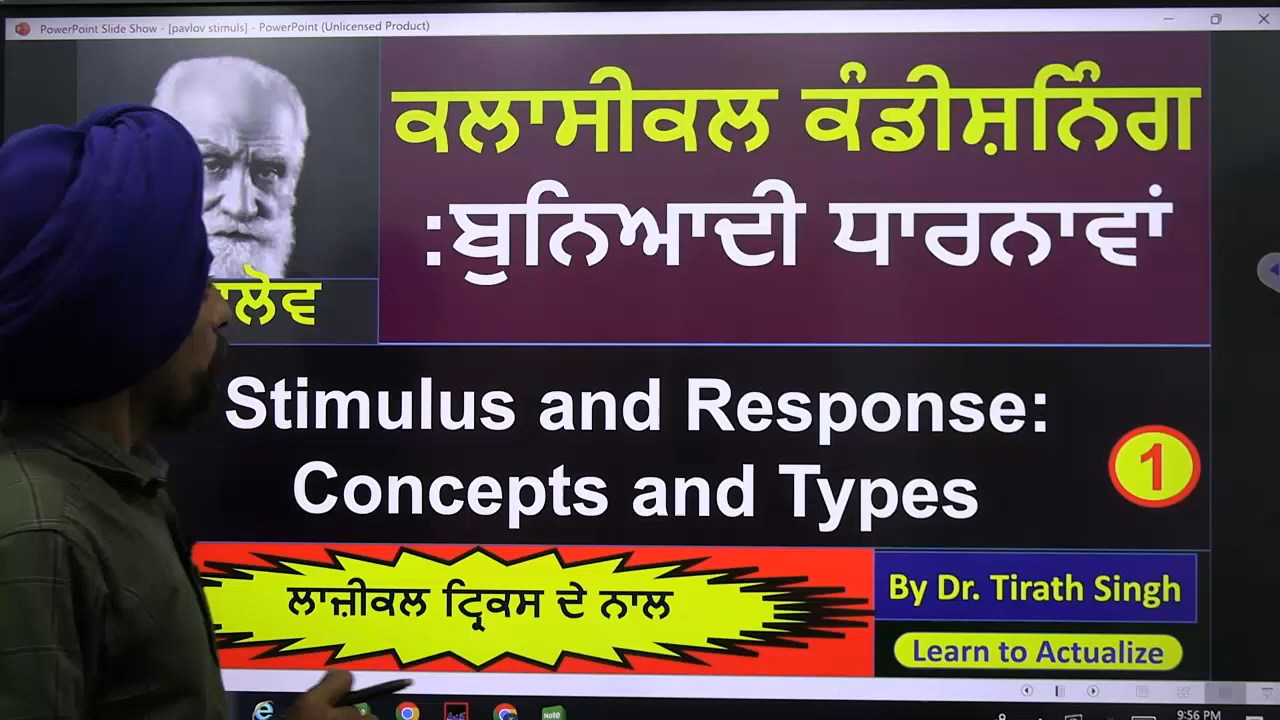 PowerPoint Slide Show - [pavlov stimuls] - PowerPoint (Unlicensed Product)
ਕਲਾਸੀਕਲ ਕੰਡੀਸ਼ਨਿੰਗ
:ਬੁਨਿਆਦੀ ਧਾਰਨਾਵਾਂ
Stimulus and Response:
Concepts and Types
1
ਲਾਜ਼ੀਕਲ ਟ੍ਰਿਕਸ ਦੇ ਨਾਲ
By Dr. Tirath Singh
Learn to Actualize
Note
9:56 PM